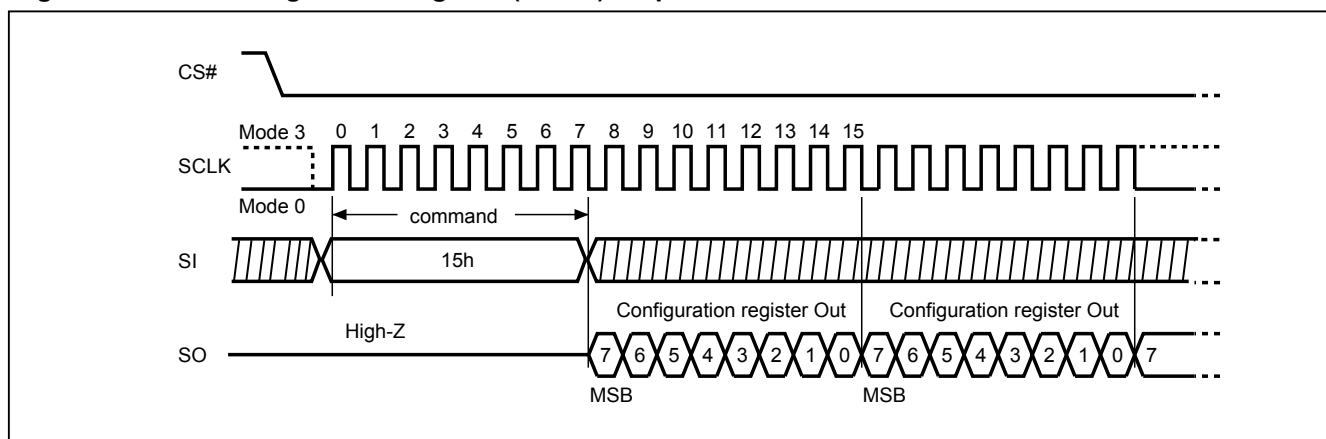 CS#
Mode 3 0 1 2 3 4 5 6 7 8 9 10 11 12 13 14 15
SCLK
Mode 0
command
SI 15h
Configuration register Out Configuration register Out
High-Z
SO 7 6 5 4 3 2 1 0 7 6 5 4 3 2 1 0 7
MSB MSB